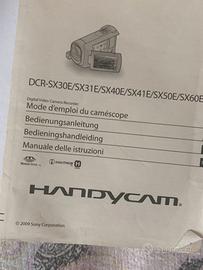 DCR-SX30E/SX31E/SX40E/SX41E/SX50E/SX60E
Digital Video Camera Recorder
Mode d'emploi du caméscope
Bedienungsanleitung
Bedieningshandleiding
Manuale delle istruzioni
InfoLITHIUM H
HANDYCAM
© 2009 Sony Corporation